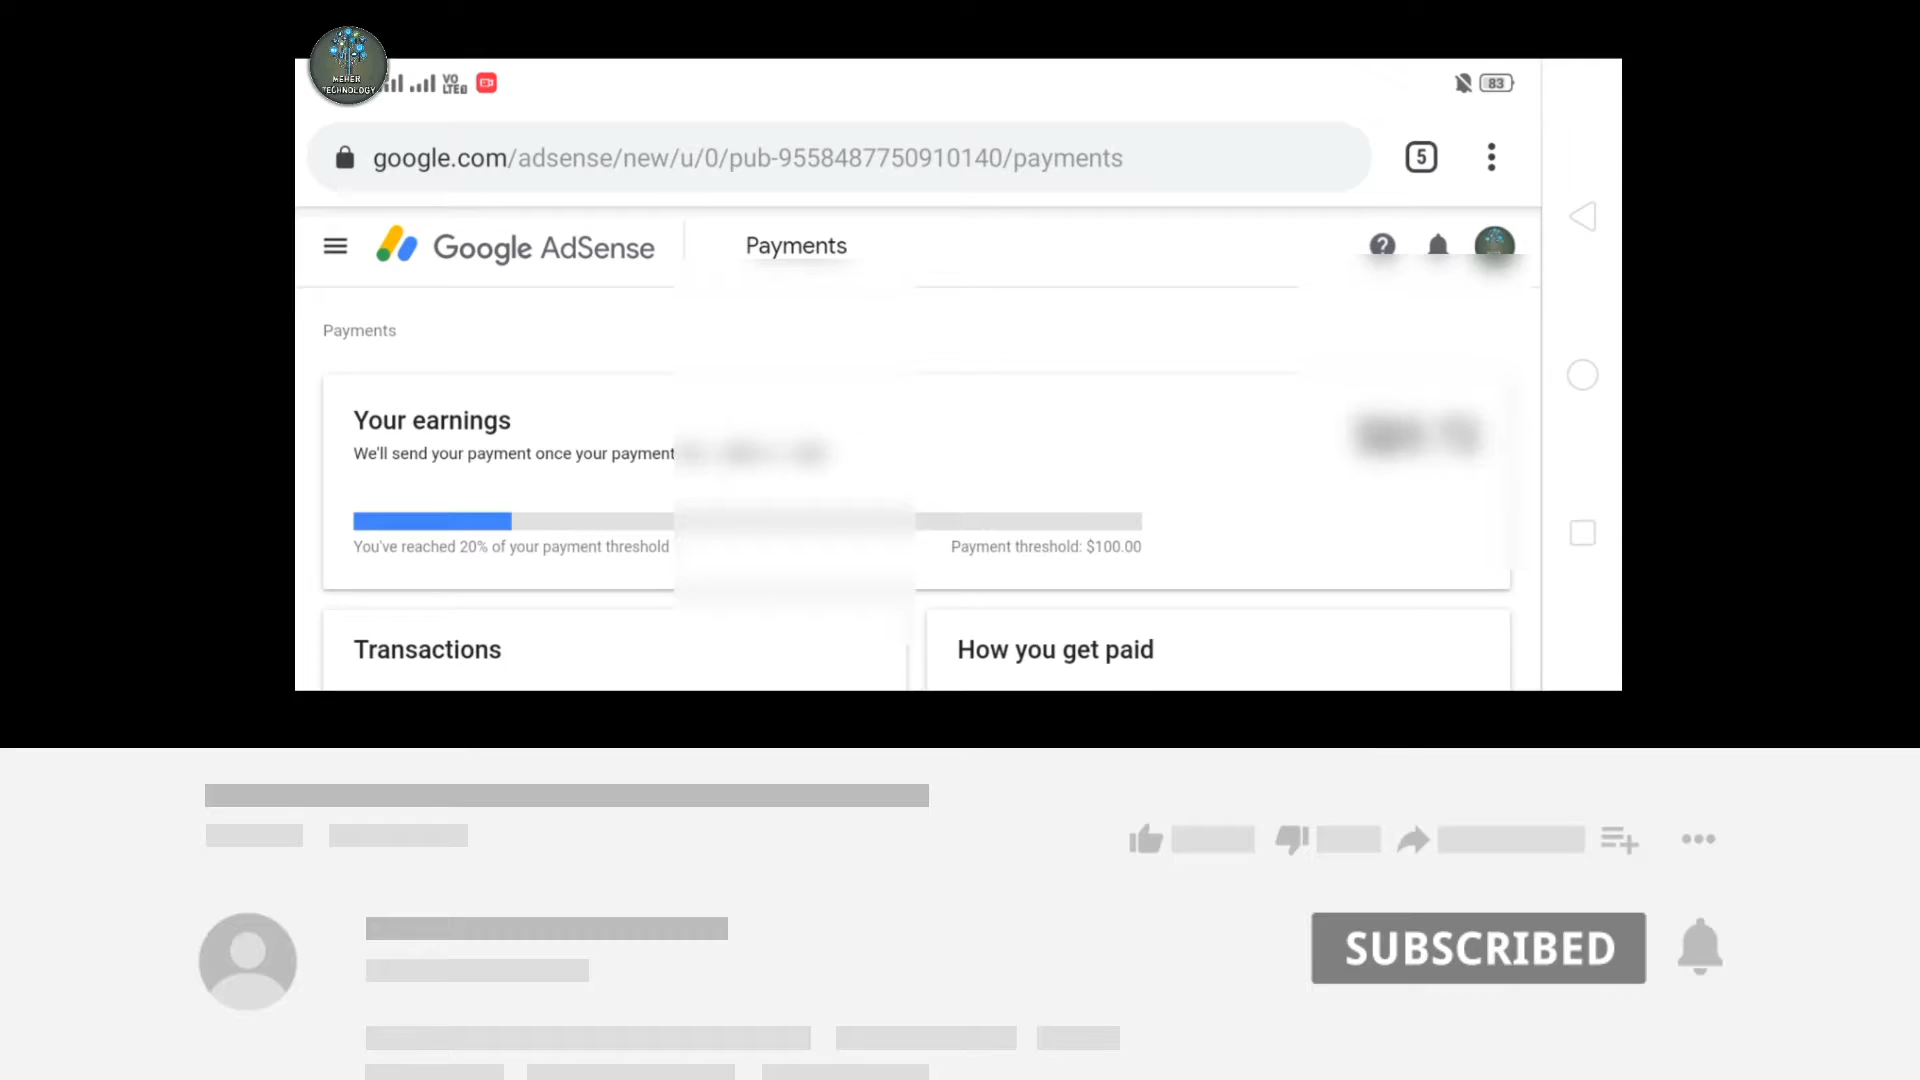 MEHER
TECHNOLOGY
VO
LTE
83
google.com/adsense/new/u/0/pub-9558487750910140/payments
5
Google AdSense
Payments
Payments
Your earnings
We'll send your payment once your payment
You've reached 20% of your payment threshold
Payment threshold: $100.00
Transactions
How you get paid
SUBSCRIBED